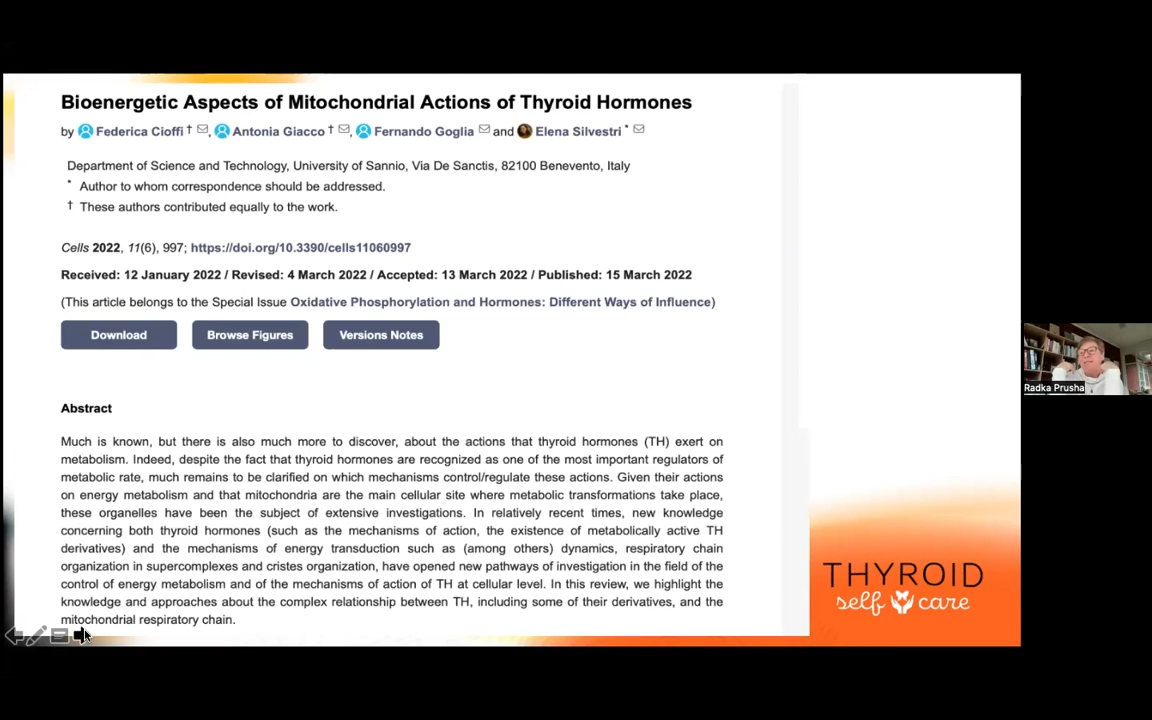 Bioenergetic Aspects of Mitochondrial Actions of Thyroid Hormones
by Federica Cioffi †, Antonia Giacco †, Fernando Goglia and Elena Silvestri *
Department of Science and Technology, University of Sannio, Via De Sanctis, 82100 Benevento, Italy
* Author to whom correspondence should be addressed.
† These authors contributed equally to the work.
Cells 2022, 11(6), 997; https://doi.org/10.3390/cells11060997
Received: 12 January 2022 / Revised: 4 March 2022 / Accepted: 13 March 2022 / Published: 15 March 2022
(This article belongs to the Special Issue Oxidative Phosphorylation and Hormones: Different Ways of Influence)
Download Browse Figures Versions Notes
Abstract
Much is known, but there is also much more to discover, about the actions that thyroid hormones (TH) exert on
metabolism. Indeed, despite the fact that thyroid hormones are recognized as one of the most important regulators of
metabolic rate, much remains to be clarified on which mechanisms control/regulate these actions. Given their actions
on energy metabolism and that mitochondria are the main cellular site where metabolic transformations take place,
these organelles have been the subject of extensive investigations. In relatively recent times, new knowledge
concerning both thyroid hormones (such as the mechanisms of action, the existence of metabolically active TH
derivatives) and the mechanisms of energy transduction such as (among others) dynamics, respiratory chain
organization in supercomplexes and cristes organization, have opened new pathways of investigation in the field of the
control of energy metabolism and of the mechanisms of action of TH at cellular level. In this review, we highlight the
knowledge and approaches about the complex relationship between TH, including some of their derivatives, and the
mitochondrial respiratory chain.
Radka Prusha
THYROID
self care